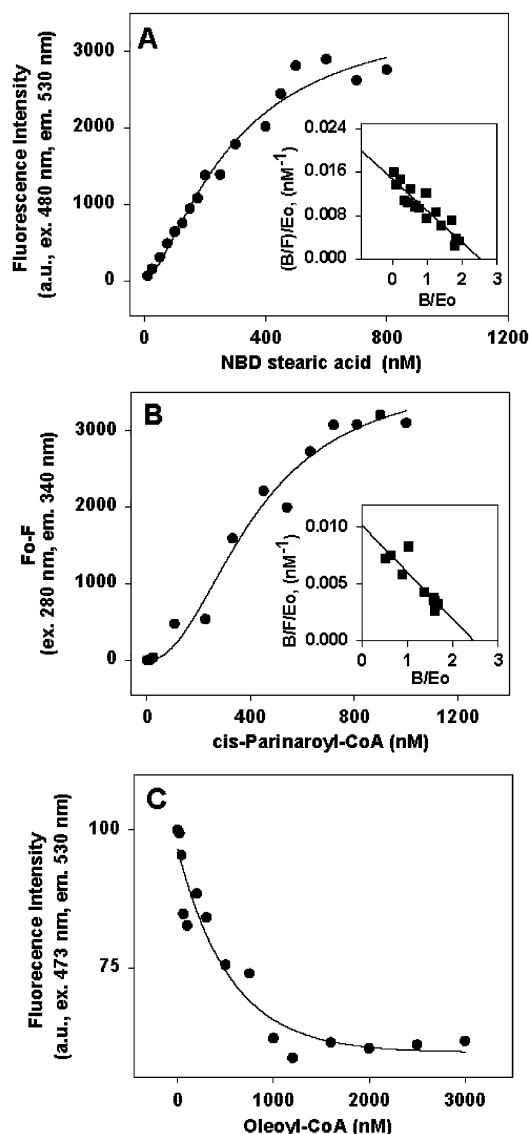 A
Fluorescence Intensity
(a.u., ex. 480 nm, em. 530 nm)
3000
2000
1000
0
0 400 800 1200
NBD stearic acid (nM)
(B/F)/Eo, (nM-1)
0.024
0.016
0.008
0.000
0 1 2 3
B/Eo
B
Fo-F
(ex. 280 nm, em. 340 nm)
3000
2000
1000
0
0 400 800 1200
cis-Parinaroyl-CoA (nM)
B/F/Eo, (nM-1)
0.010
0.005
0.000
0 1 2 3
B/Eo
C
Fluorecence Intensity
(a.u., ex. 473 nm, em. 530 nm)
100
75
0 1000 2000 3000
Oleoyl-CoA (nM)